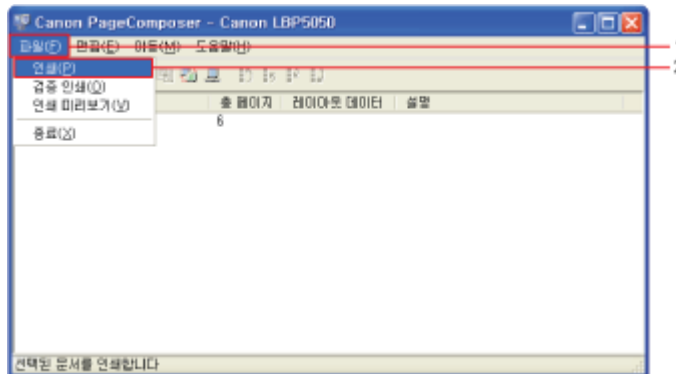 Canon PageComposer - Canon LBP5050
파일(F) 편집(E) 이동(M) 도움말(H)
인쇄(P)
검증 인쇄(O)
인쇄 미리보기(V)
종료(X)
총 페이지 레이아웃 데이터 설명
6
선택된 문서를 인쇄합니다